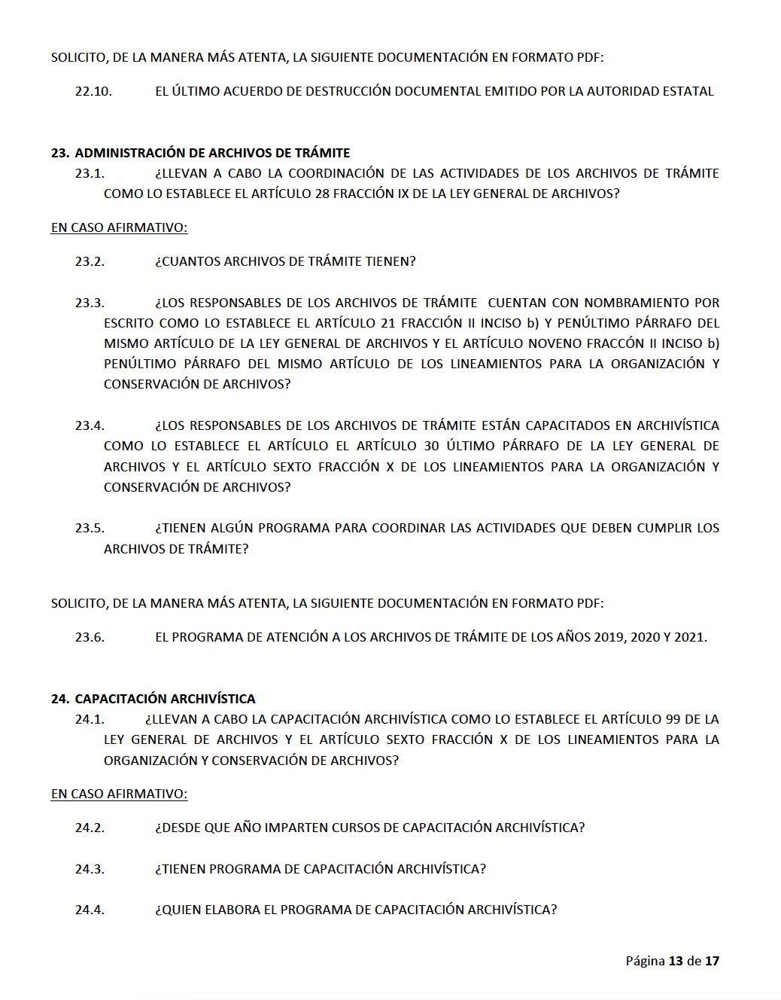 SOLICITO, DE LA MANERA MÁS ATENTA, LA SIGUIENTE DOCUMENTACIÓN EN FORMATO PDF:
22.10. EL ÚLTIMO ACUERDO DE DESTRUCCIÓN DOCUMENTAL EMITIDO POR LA AUTORIDAD ESTATAL
23. ADMINISTRACIÓN DE ARCHIVOS DE TRÁMITE
23.1. ¿LLEVAN A CABO LA COORDINACIÓN DE LAS ACTIVIDADES DE LOS ARCHIVOS DE TRÁMITE
COMO LO ESTABLECE EL ARTÍCULO 28 FRACCIÓN IX DE LA LEY GENERAL DE ARCHIVOS?
EN CASO AFIRMATIVO:
23.2. ¿CUANTOS ARCHIVOS DE TRÁMITE TIENEN?
23.3. ¿LOS RESPONSABLES DE LOS ARCHIVOS DE TRÁMITE CUENTAN CON NOMBRAMIENTO POR
ESCRITO COMO LO ESTABLECE EL ARTÍCULO 21 FRACCIÓN II INCISO b) Y PENÚLTIMO PÁRRAFO DEL
MISMO ARTÍCULO DE LA LEY GENERAL DE ARCHIVOS Y EL ARTÍCULO NOVENO FRACCÓN II INCISO b)
PENÚLTIMO PÁRRAFO DEL MISMO ARTÍCULO DE LOS LINEAMIENTOS PARA LA ORGANIZACIÓN Y
CONSERVACIÓN DE ARCHIVOS?
23.4. ¿LOS RESPONSABLES DE LOS ARCHIVOS DE TRÁMITE ESTÁN CAPACITADOS EN ARCHIVÍSTICA
COMO LO ESTABLECE EL ARTÍCULO EL ARTÍCULO 30 ÚLTIMO PÁRRAFO DE LA LEY GENERAL DE
ARCHIVOS Y EL ARTÍCULO SEXTO FRACCIÓN X DE LOS LINEAMIENTOS PARA LA ORGANIZACIÓN Y
CONSERVACIÓN DE ARCHIVOS?
23.5. ¿TIENEN ALGÚN PROGRAMA PARA COORDINAR LAS ACTIVIDADES QUE DEBEN CUMPLIR LOS
ARCHIVOS DE TRÁMITE?
SOLICITO, DE LA MANERA MÁS ATENTA, LA SIGUIENTE DOCUMENTACIÓN EN FORMATO PDF:
23.6. EL PROGRAMA DE ATENCIÓN A LOS ARCHIVOS DE TRÁMITE DE LOS AÑOS 2019, 2020 Y 2021.
24. CAPACITACIÓN ARCHIVÍSTICA
24.1. ¿LLEVAN A CABO LA CAPACITACIÓN ARCHIVÍSTICA COMO LO ESTABLECE EL ARTÍCULO 99 DE LA
LEY GENERAL DE ARCHIVOS Y EL ARTÍCULO SEXTO FRACCIÓN X DE LOS LINEAMIENTOS PARA LA
ORGANIZACIÓN Y CONSERVACIÓN DE ARCHIVOS?
EN CASO AFIRMATIVO:
24.2. ¿DESDE QUE AÑO IMPARTEN CURSOS DE CAPACITACIÓN ARCHIVÍSTICA?
24.3. ¿TIENEN PROGRAMA DE CAPACITACIÓN ARCHIVÍSTICA?
24.4. ¿QUIEN ELABORA EL PROGRAMA DE CAPACITACIÓN ARCHIVÍSTICA?
Página 13 de 17